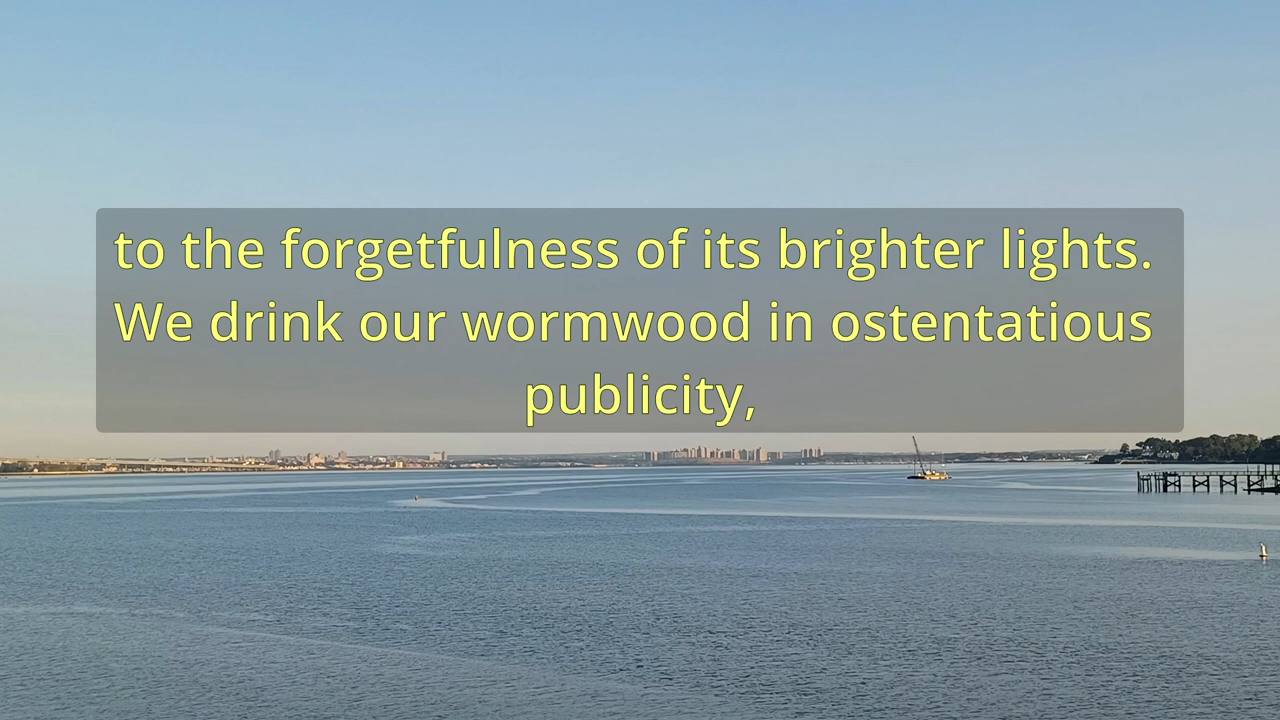 to the forgetfulness of its brighter lights.
We drink our wormwood in ostentatious
publicity,